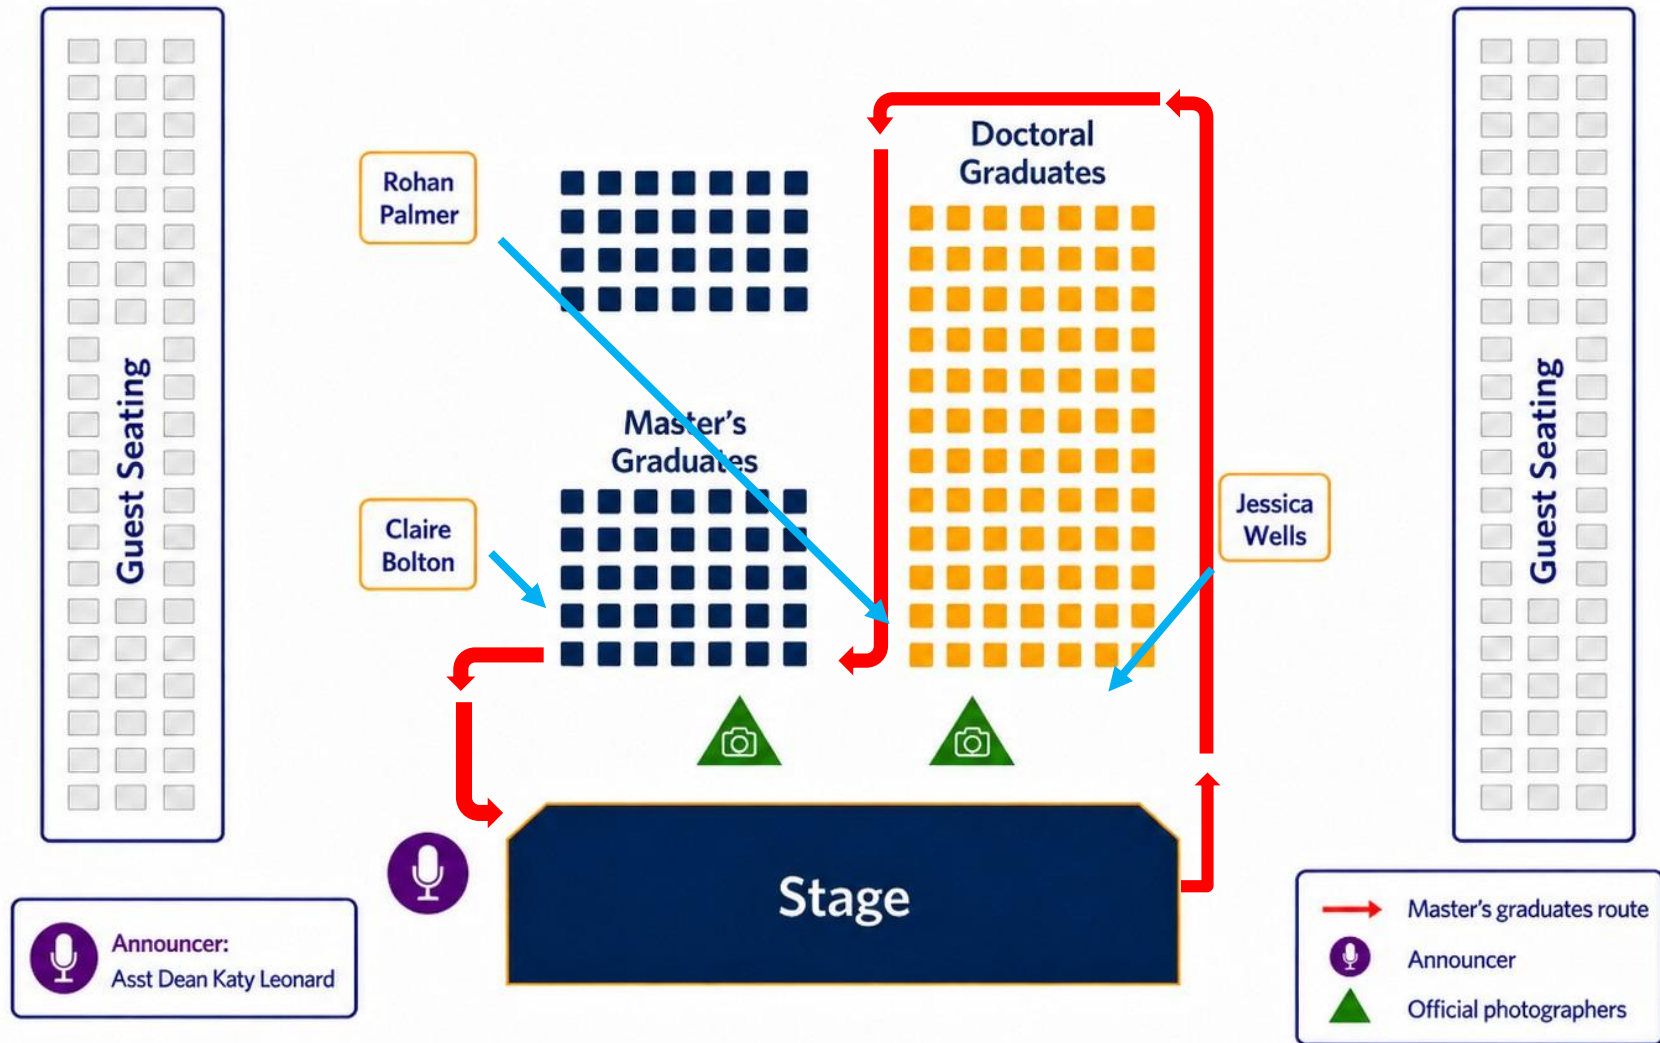 Doctoral
Graduates
Rohan
Palmer
Master's
Graduates
Guest Seating
Guest Seating
Claire
Bolton
Jessica
Wells
Stage
Announcer:
Asst Dean Katy Leonard
Master's graduates route
Announcer
Official photographers